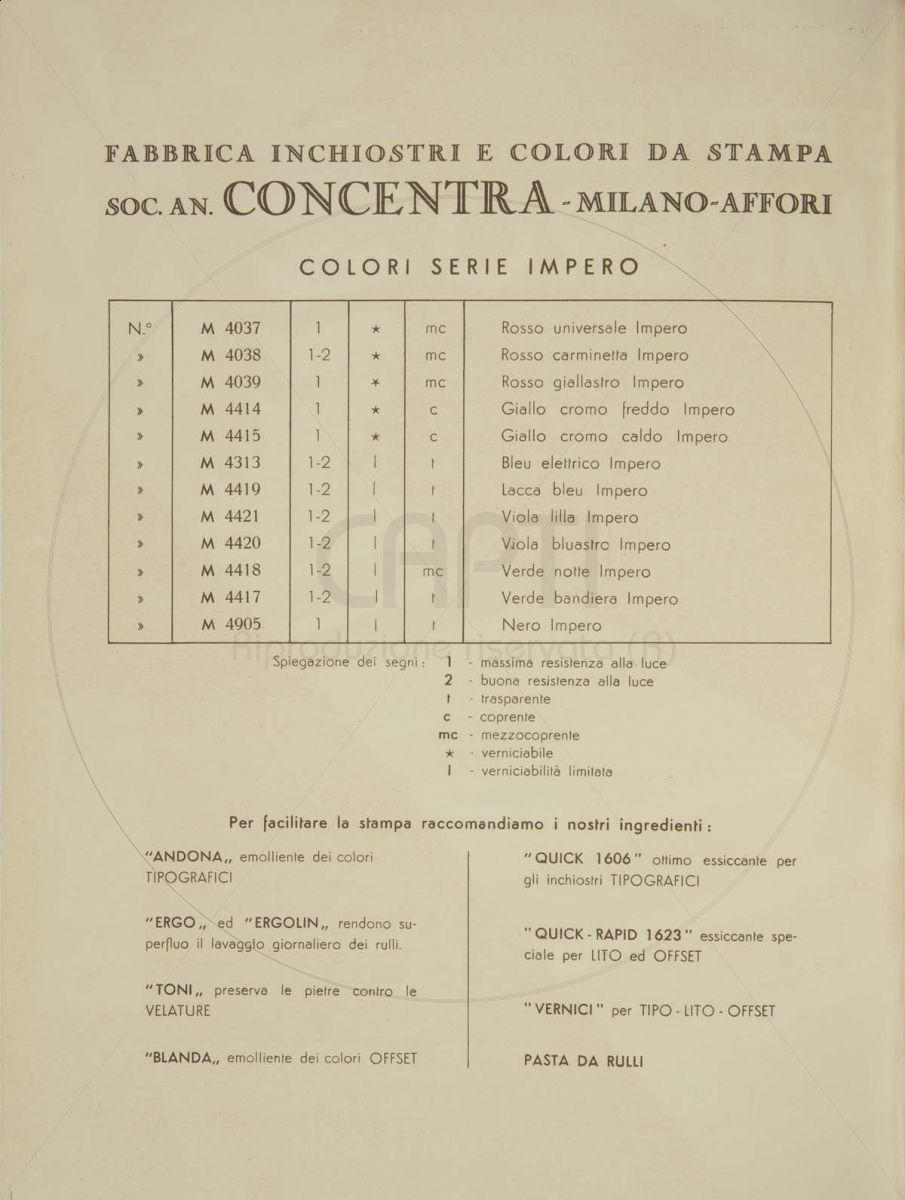 FABBRICA INCHIOSTRI E COLORI DA STAMPA
SOC. AN. CONCENTRA - MILANO-AFFORI
COLORI SERIE IMPERO
N.° M 4037 1 ★ mc Rosso universale Impero
» M 4038 1-2 ★ mc Rosso carminetta Impero
» M 4039 1 ★ mc Rosso giallastro Impero
» M 4414 1 ★ c Giallo cromo freddo Impero
» M 4415 1 ★ c Giallo cromo caldo Impero
» M 4313 1-2 l t Bleu elettrico Impero
» M 4419 1-2 l t Lacca bleu Impero
» M 4421 1-2 l t Viola lilla Impero
» M 4420 1-2 l t Viola bluastro Impero
» M 4418 1-2 l mc Verde notte Impero
» M 4417 1-2 l t Verde bandiera Impero
» M 4905 1 l t Nero Impero
CAPTI
Riproduzione riservata (R)
Spiegazione dei segni: 1 - massima resistenza alla luce
2 - buona resistenza alla luce
t - trasparente
c - coprente
mc - mezzocoprente
★ - verniciabile
l - verniciabilità limitata
Per facilitare la stampa raccomandiamo i nostri ingredienti:
"ANDONA„ emolliente dei colori
TIPOGRAFICI
"ERGO„ ed "ERGOLIN„ rendono su-
perfluo il lavaggio giornaliero dei rulli.
"TONI„ preserva le pietre contro le
VELATURE
"BLANDA„ emolliente dei colori OFFSET
"QUICK 1606" ottimo essiccante per
gli inchiostri TIPOGRAFICI
"QUICK-RAPID 1623" essiccante spe-
ciale per LITO ed OFFSET
"VERNICI" per TIPO - LITO - OFFSET
PASTA DA RULLI